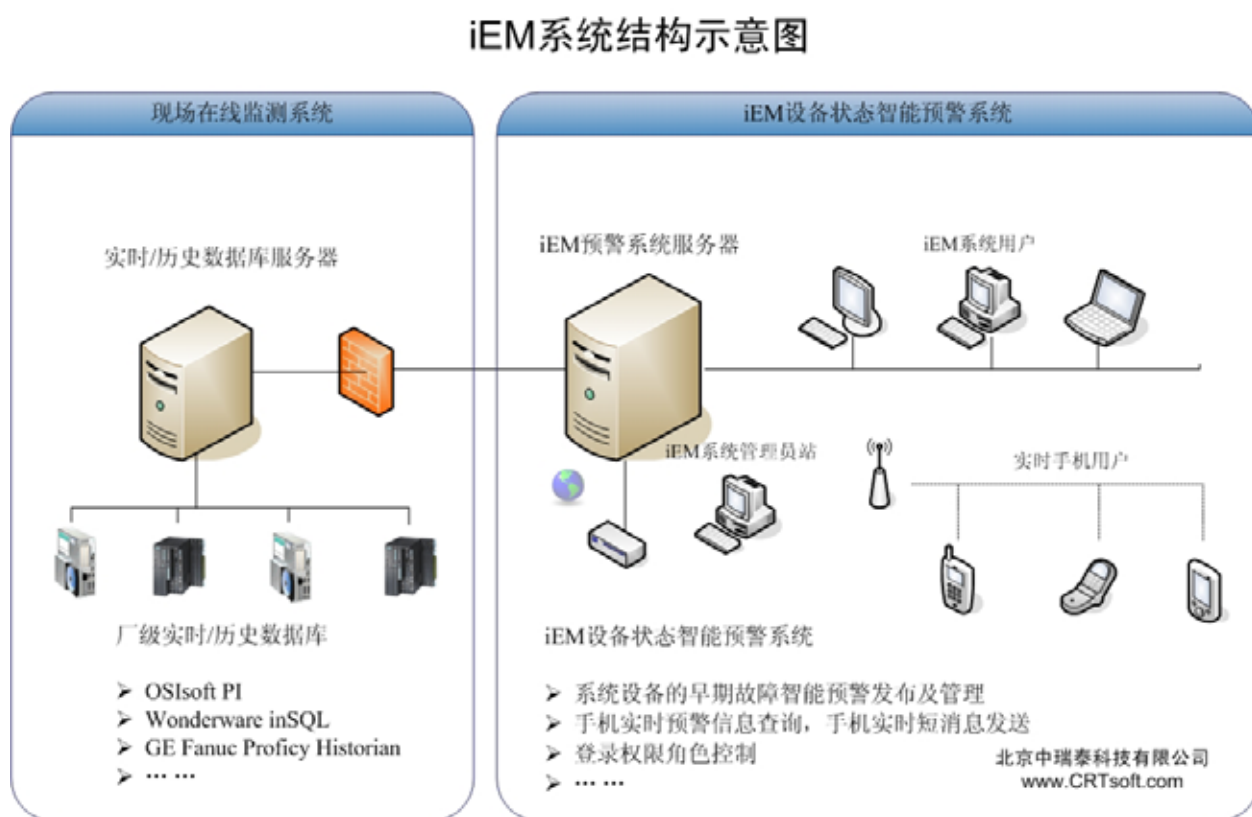 iEM系统结构示意图
现场在线监测系统
iEM设备状态智能预警系统
实时/历史数据库服务器
iEM预警系统服务器
iEM系统用户
iEM系统管理员站
实时手机用户
厂级实时/历史数据库
➢ OSIsoft PI
➢ Wonderware inSQL
➢ GE Fanuc Proficy Historian
➢ … …
iEM设备状态智能预警系统
➢ 系统设备的早期故障智能预警发布及管理
➢ 手机实时预警信息查询，手机实时短消息发送
➢ 登录权限角色控制
➢ … …
北京中瑞泰科技有限公司
www.CRTsoft.com